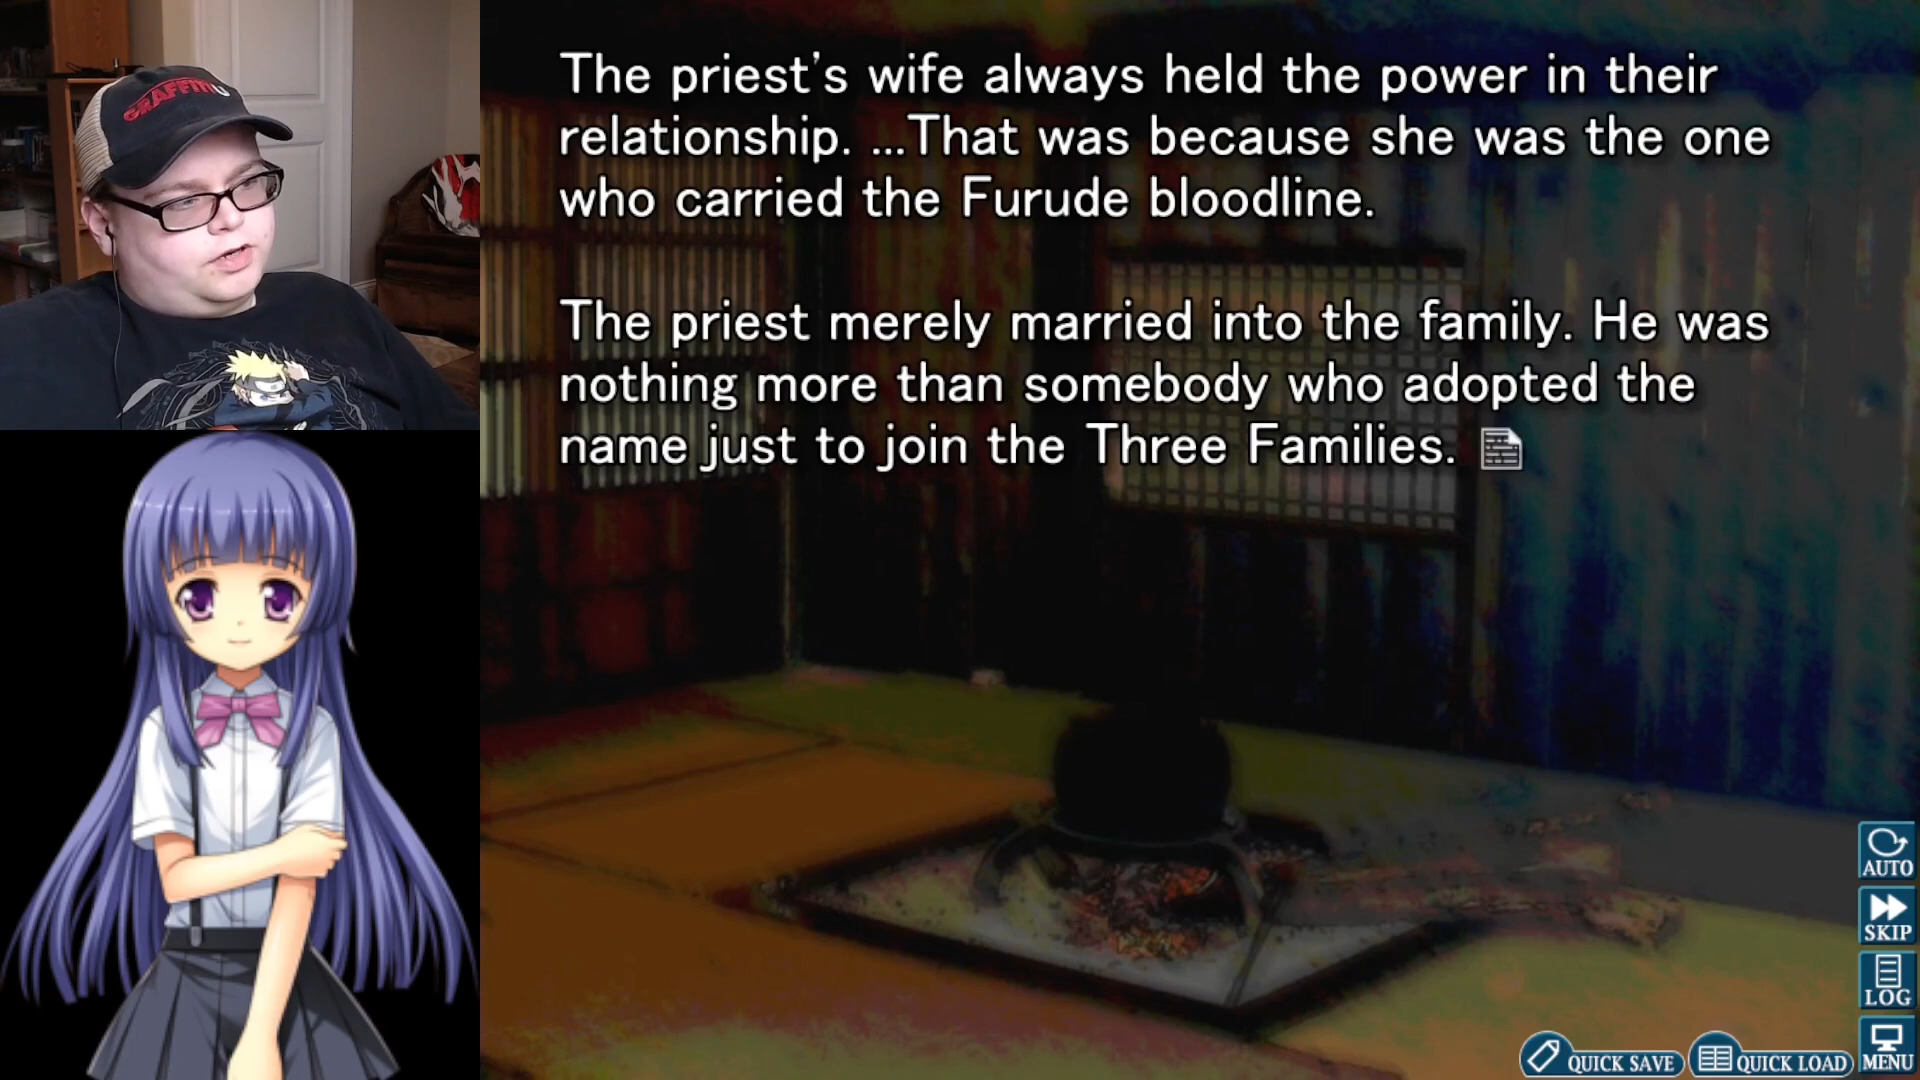 GRAFFITI
The priest's wife always held the power in their
relationship. ...That was because she was the one
who carried the Furude bloodline.
The priest merely married into the family. He was
nothing more than somebody who adopted the
name just to join the Three Families.
AUTO
SKIP
LOG
MENU
QUICK SAVE
QUICK LOAD